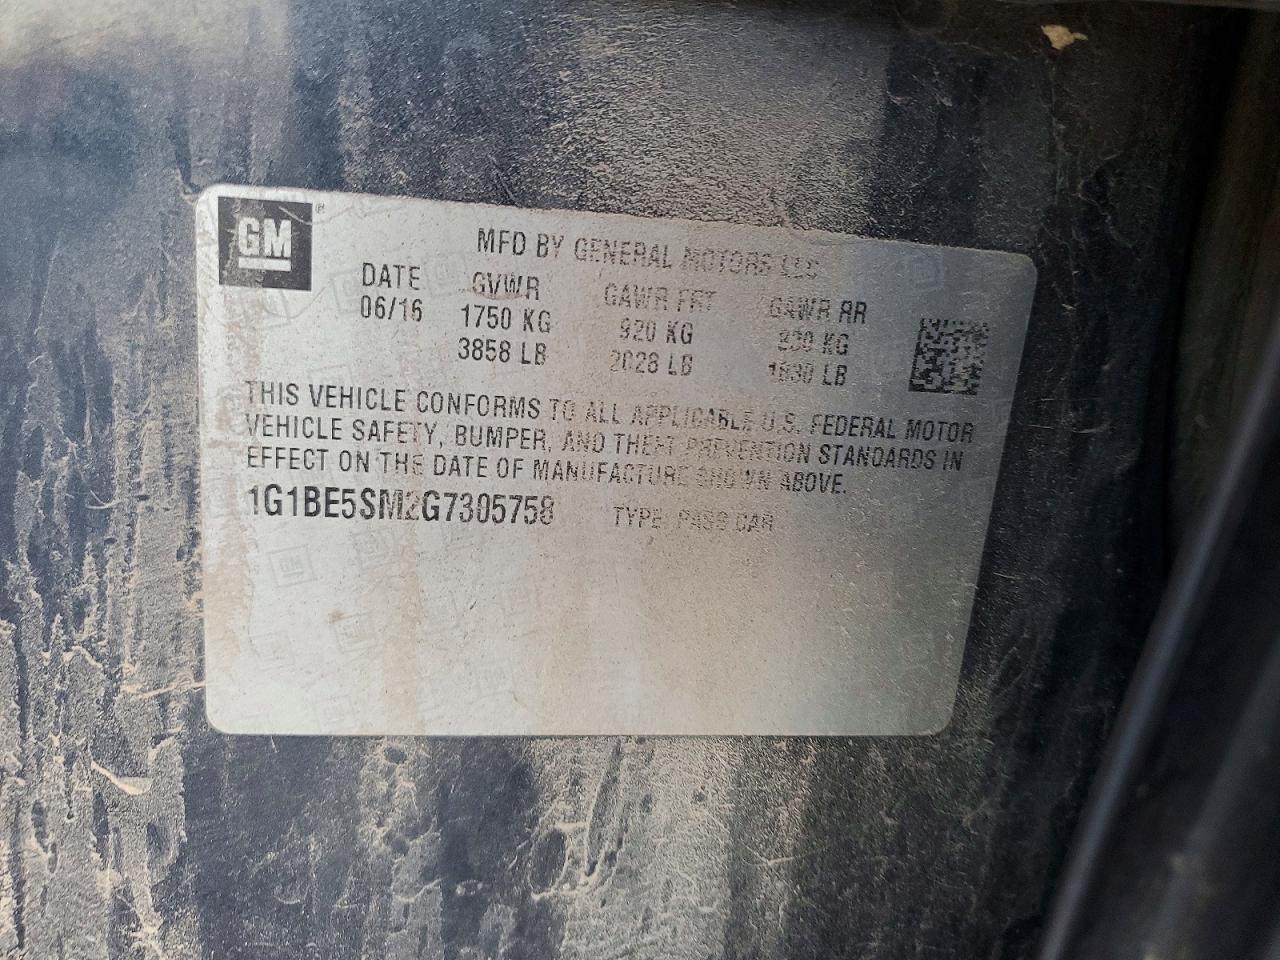 GM
MFD BY GENERAL MOTORS LLC
DATE GVWR GAWR FRT GAWR RR
06/16 1750 KG 920 KG 830 KG
3858 LB 2028 LB 1830 LB
THIS VEHICLE CONFORMS TO ALL APPLICABLE U.S. FEDERAL MOTOR
VEHICLE SAFETY, BUMPER, AND THEFT PREVENTION STANDARDS IN
EFFECT ON THE DATE OF MANUFACTURE SHOWN ABOVE.
1G1BE5SM2G7305758 TYPE: PASS CAR